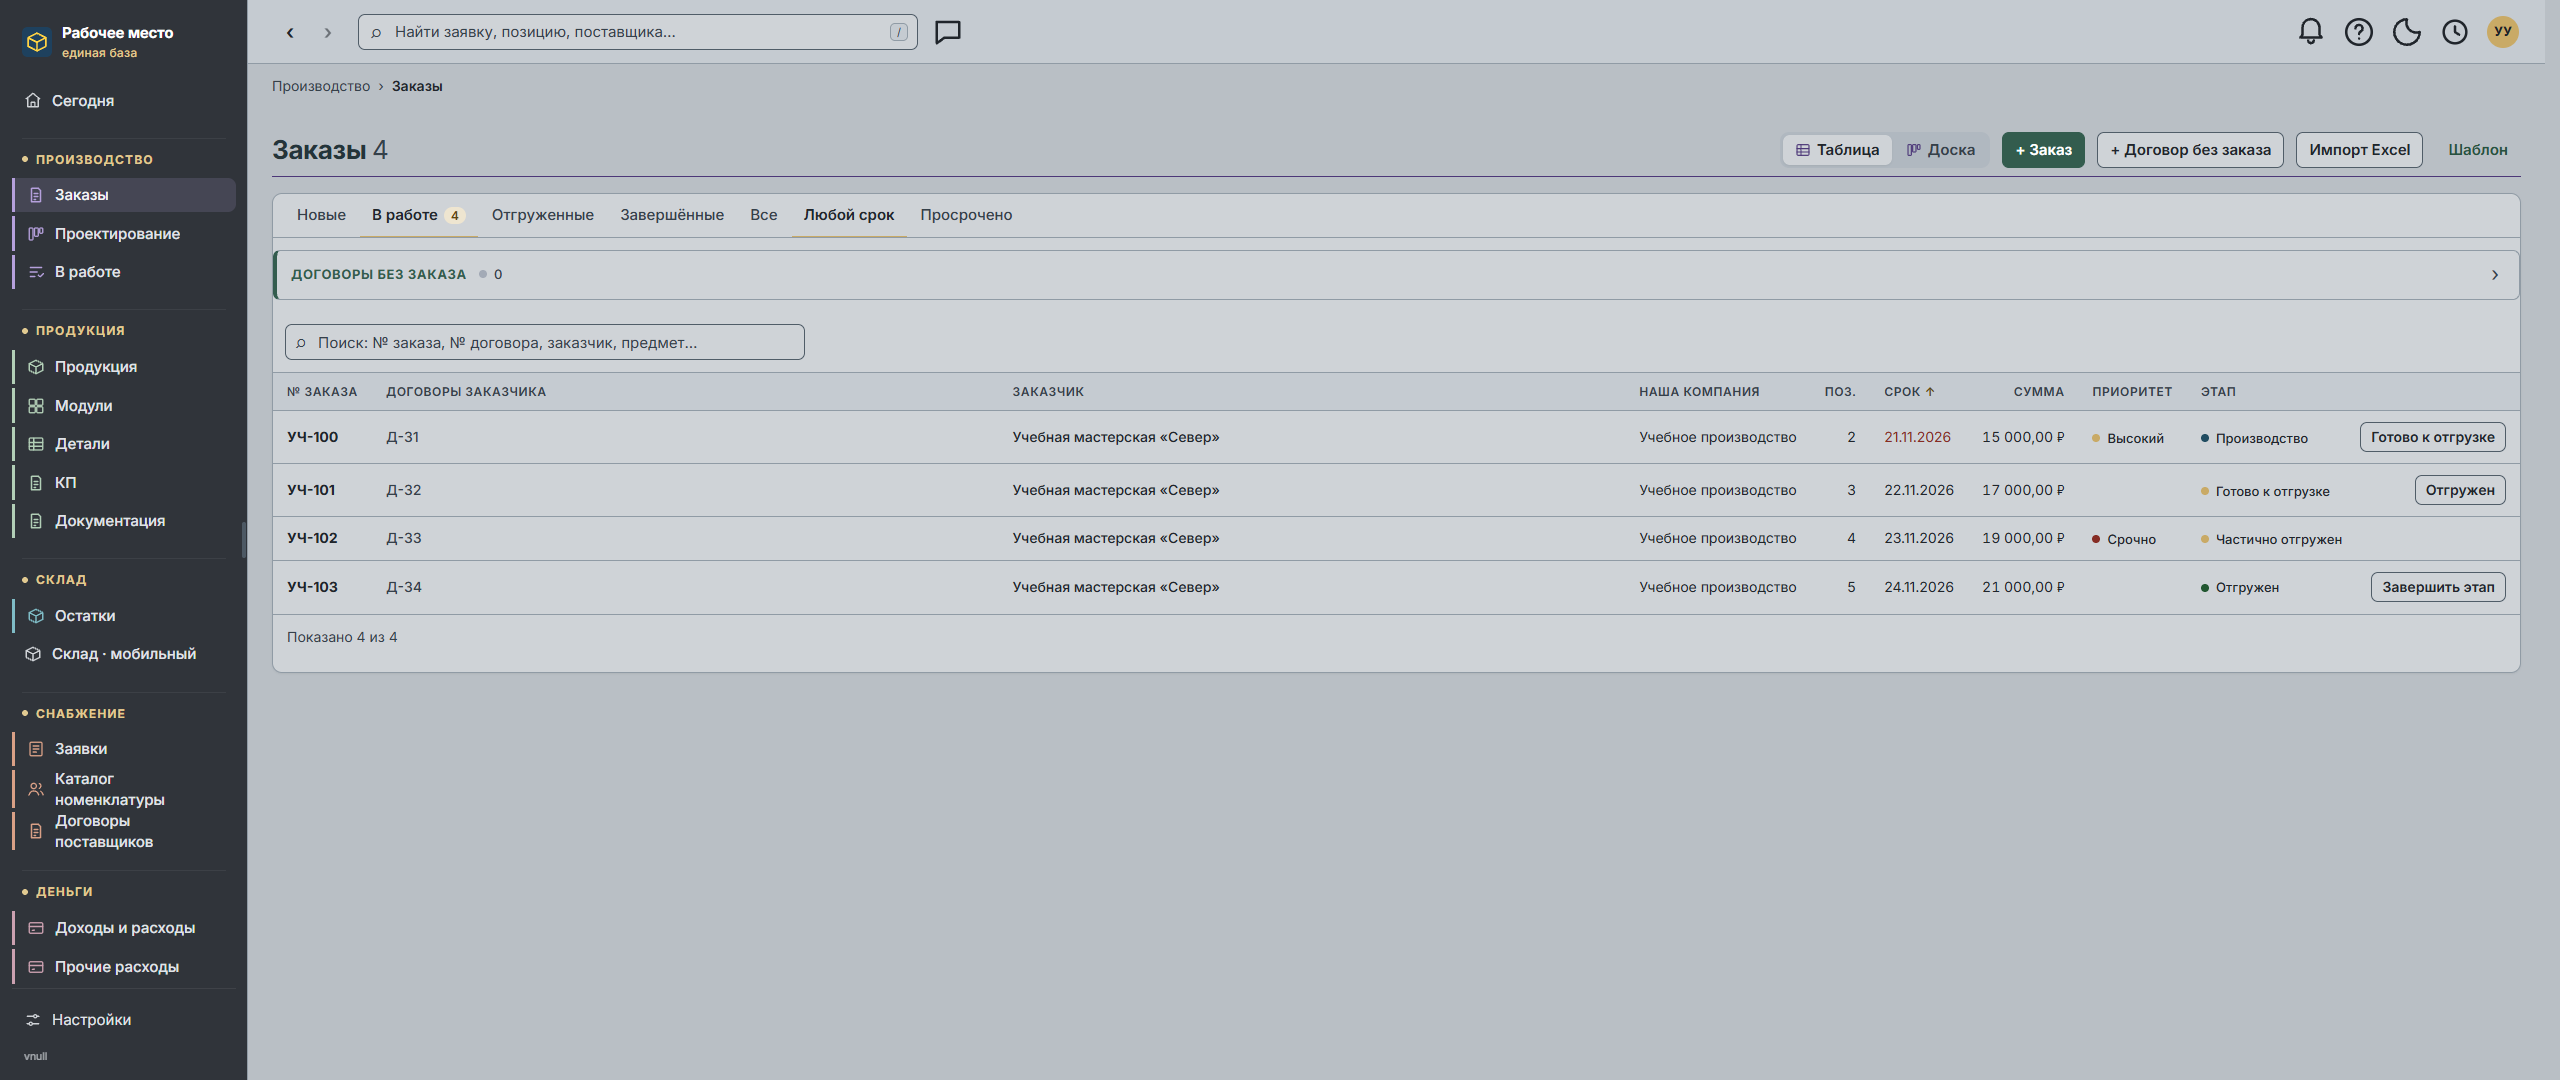 Рабочее место
единая база
Сегодня
ПРОИЗВОДСТВО
Заказы
Проектирование
В работе
ПРОДУКЦИЯ
Продукция
Модули
Детали
КП
Документация
СКЛАД
Остатки
Склад · мобильный
СНАБЖЕНИЕ
Заявки
Каталог
номенклатуры
Договоры
поставщиков
ДЕНЬГИ
Доходы и расходы
Прочие расходы
Настройки
vnull
Найти заявку, позицию, поставщика... /
УУ
Производство › Заказы
Заказы 4
Таблица Доска + Заказ + Договор без заказа Импорт Excel Шаблон
Новые В работе 4 Отгруженные Завершённые Все Любой срок Просрочено
ДОГОВОРЫ БЕЗ ЗАКАЗА 0
Поиск: № заказа, № договора, заказчик, предмет...
№ ЗАКАЗА ДОГОВОРЫ ЗАКАЗЧИКА ЗАКАЗЧИК НАША КОМПАНИЯ ПОЗ. СРОК ↑ СУММА ПРИОРИТЕТ ЭТАП
УЧ-100 Д-31 Учебная мастерская «Север» Учебное производство 2 21.11.2026 15 000,00 ₽ Высокий Производство Готово к отгрузке
УЧ-101 Д-32 Учебная мастерская «Север» Учебное производство 3 22.11.2026 17 000,00 ₽ Готово к отгрузке Отгружен
УЧ-102 Д-33 Учебная мастерская «Север» Учебное производство 4 23.11.2026 19 000,00 ₽ Срочно Частично отгружен
УЧ-103 Д-34 Учебная мастерская «Север» Учебное производство 5 24.11.2026 21 000,00 ₽ Отгружен Завершить этап
Показано 4 из 4